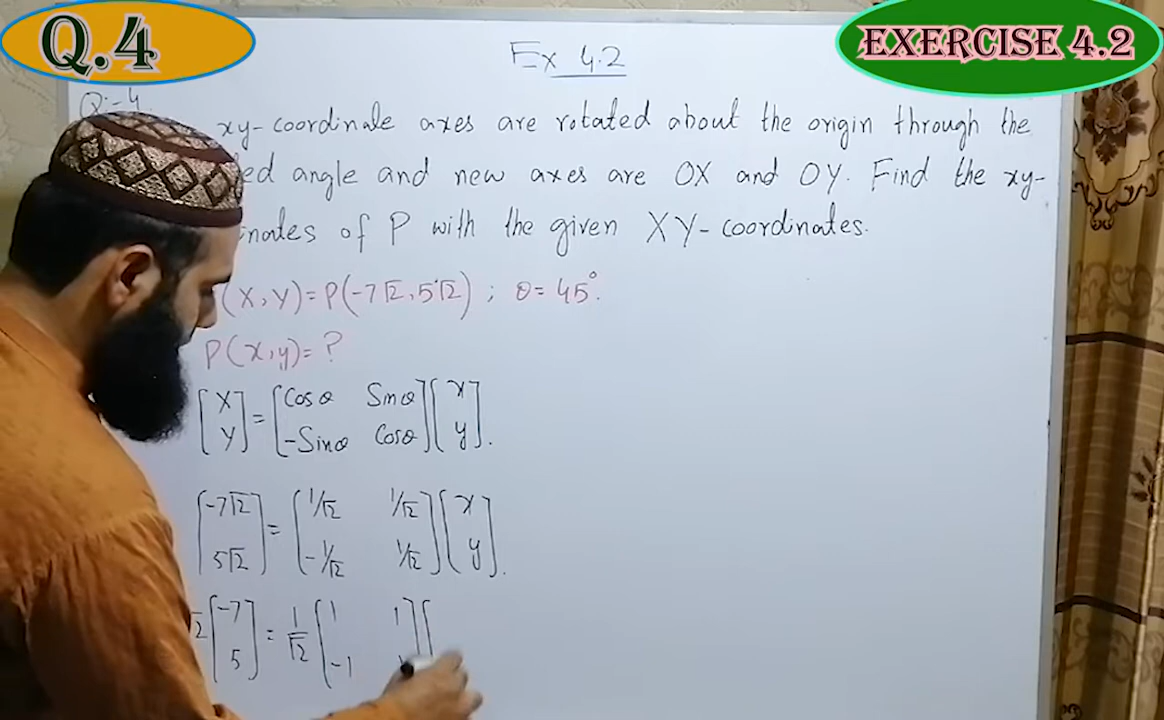 Q.4
EXERCISE 4.2
Ex 4.2
Q:-4
xy-coordinate axes are rotated about the origin through the
ed angle and new axes are OX and OY. Find the xy-
inates of P with the given XY-coordinates.
(X,Y)=P(-7√2, 5√2) ; θ=45°.
P(x,y)=?
[X Y] = [Cosθ Sinθ -Sinθ Cosθ][x y].
[-7√2 5√2] = [1/√2 1/√2 -1/√2 1/√2][x y].
√2[-7 5] = 1/√2 [1 1 -1